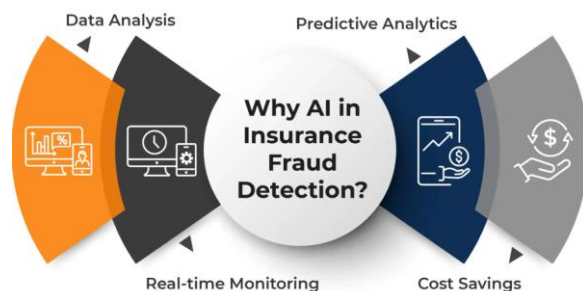 Data Analysis
Predictive Analytics
%
Why AI in
Insurance
Fraud
Detection?
$
$
Real-time Monitoring
Cost Savings